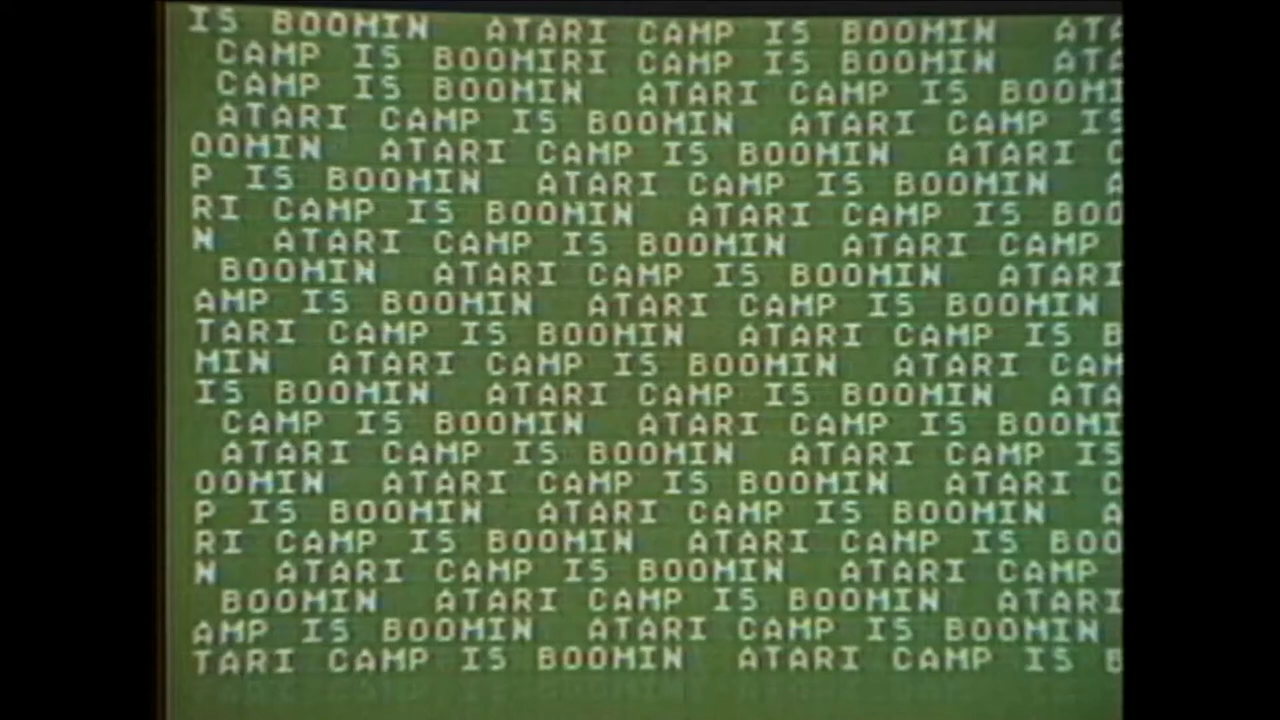 IS BOOMIN  ATARI CAMP IS BOOMIN  ATA
 CAMP IS BOOMIRI CAMP IS BOOMIN  ATA
 CAMP IS BOOMIN  ATARI CAMP IS BOOMI
 ATARI CAMP IS BOOMIN  ATARI CAMP IS
OOMIN  ATARI CAMP IS BOOMIN  ATARI C
P IS BOOMIN  ATARI CAMP IS BOOMIN  A
RI CAMP IS BOOMIN  ATARI CAMP IS BOO
N  ATARI CAMP IS BOOMIN  ATARI CAMP
 BOOMIN  ATARI CAMP IS BOOMIN  ATARI
AMP IS BOOMIN  ATARI CAMP IS BOOMIN
TARI CAMP IS BOOMIN  ATARI CAMP IS B
MIN  ATARI CAMP IS BOOMIN  ATARI CAM
IS BOOMIN  ATARI CAMP IS BOOMIN  ATA
 CAMP IS BOOMIN  ATARI CAMP IS BOOMI
 ATARI CAMP IS BOOMIN  ATARI CAMP IS
OOMIN  ATARI CAMP IS BOOMIN  ATARI C
P IS BOOMIN  ATARI CAMP IS BOOMIN  A
RI CAMP IS BOOMIN  ATARI CAMP IS BOO
N  ATARI CAMP IS BOOMIN  ATARI CAMP
 BOOMIN  ATARI CAMP IS BOOMIN  ATARI
AMP IS BOOMIN  ATARI CAMP IS BOOMIN
TARI CAMP IS BOOMIN  ATARI CAMP IS B